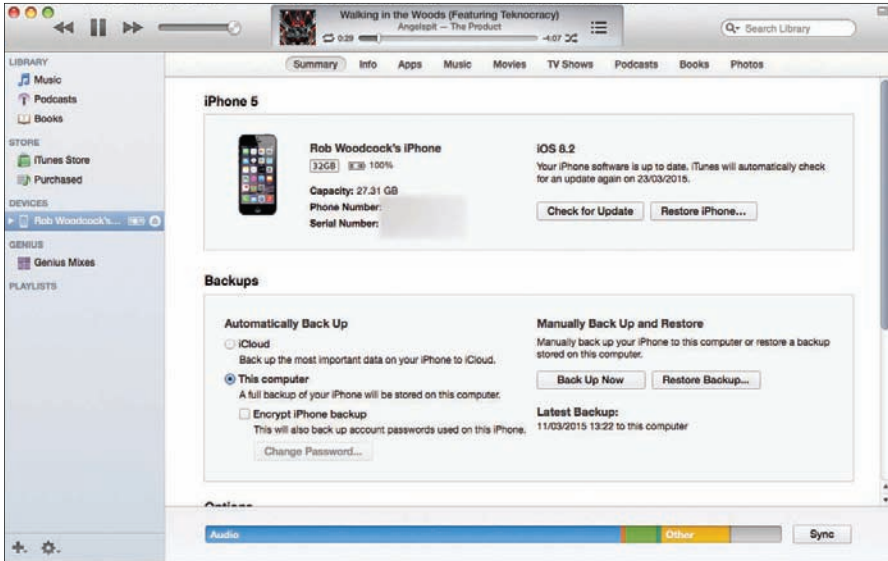 Walking in the Woods (Featuring Teknocracy)
Angelspit — The Product
0:29
-4:07
Search Library
LIBRARY
Music
Podcasts
Books
STORE
iTunes Store
Purchased
DEVICES
Rob Woodcock's...
GENIUS
Genius Mixes
PLAYLISTS
Summary Info Apps Music Movies TV Shows Podcasts Books Photos
iPhone 5
Rob Woodcock's iPhone
32GB 100%
Capacity: 27.31 GB
Phone Number:
Serial Number:
iOS 8.2
Your iPhone software is up to date. iTunes will automatically check
for an update again on 23/03/2015.
Check for Update Restore iPhone...
Backups
Automatically Back Up
iCloud
Back up the most important data on your iPhone to iCloud.
This computer
A full backup of your iPhone will be stored on this computer.
Encrypt iPhone backup
This will also back up account passwords used on this iPhone.
Change Password...
Manually Back Up and Restore
Manually back up your iPhone to this computer or restore a backup
stored on this computer.
Back Up Now Restore Backup...
Latest Backup:
11/03/2015 13:22 to this computer
Options
Audio Other Sync